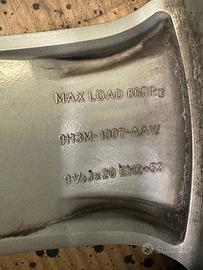 MAX LOAD 860 kg
9H3M-1007-AAW
9½Jx20 EH2+53